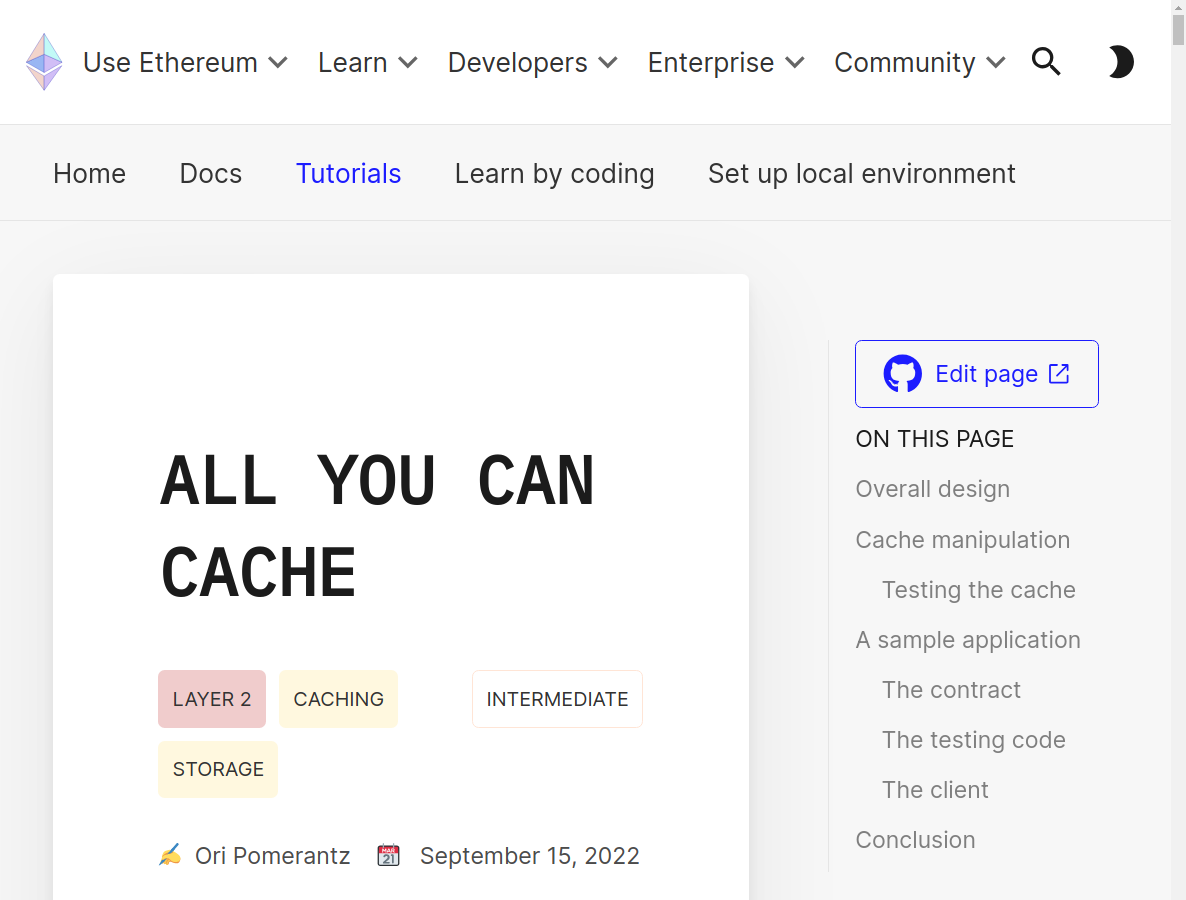 Use Ethereum Learn Developers Enterprise Community
Home Docs Tutorials Learn by coding Set up local environment
ALL YOU CAN
CACHE
LAYER 2 CACHING INTERMEDIATE
STORAGE
Ori Pomerantz MAR 21 September 15, 2022
Edit page
ON THIS PAGE
Overall design
Cache manipulation
Testing the cache
A sample application
The contract
The testing code
The client
Conclusion